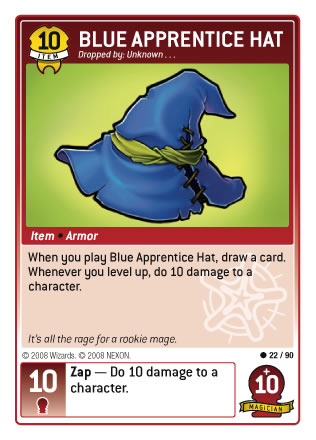 10
ITEM
BLUE APPRENTICE HAT
Dropped by: Unknown . . .
Item • Armor
When you play Blue Apprentice Hat, draw a card.
Whenever you level up, do 10 damage to a
character.
It's all the rage for a rookie mage.
© 2008 Wizards. © 2008 NEXON.
● 22 / 90
10
Zap — Do 10 damage to a
character.
+
10
MAGICIAN